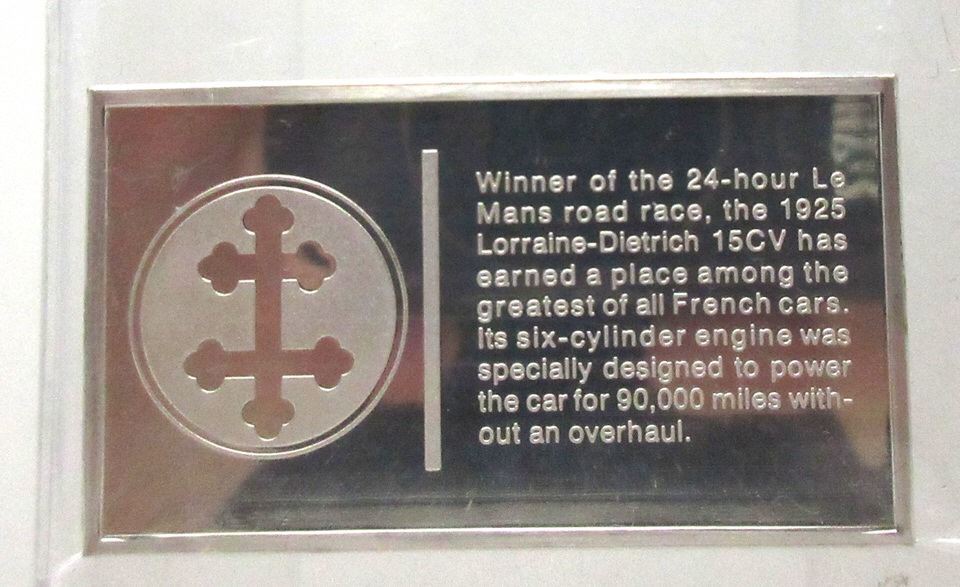 Winner of the 24-hour Le
Mans road race, the 1925
Lorraine-Dietrich 15CV has
earned a place among the
greatest of all French cars.
Its six-cylinder engine was
specially designed to power
the car for 90,000 miles with-
out an overhaul.